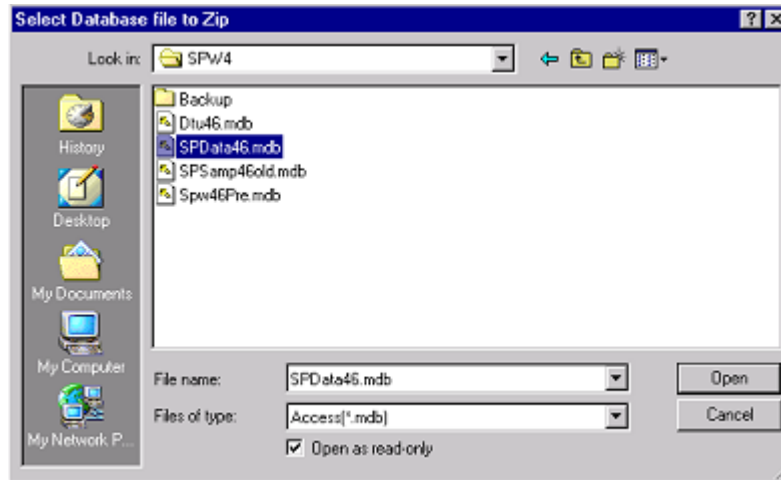 Select Database file to Zip
Look in: SPW4
History
Desktop
My Documents
My Computer
My Network P...
Backup
Dtu46.mdb
SPData46.mdb
SPSamp46old.mdb
Spw46Pre.mdb
File name: SPData46.mdb Open
Files of type: Access(*.mdb) Cancel
Open as read-only